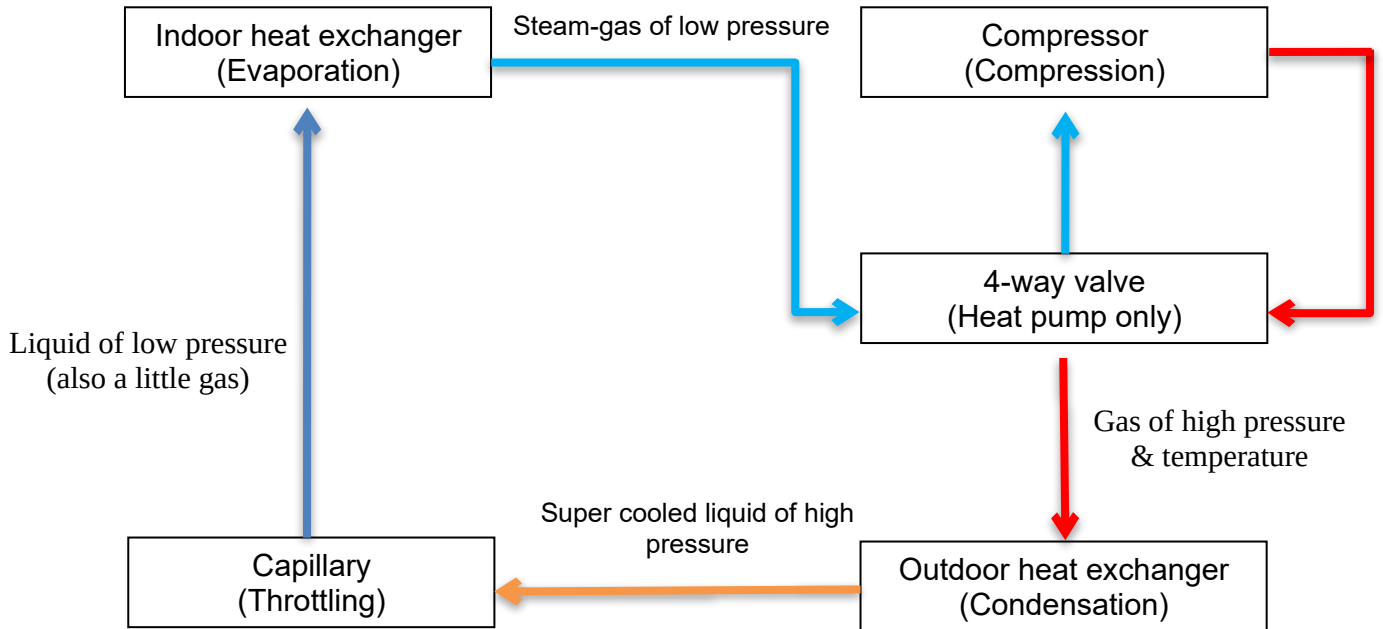 Indoor heat exchanger
(Evaporation)
Steam-gas of low pressure
Compressor
(Compression)
4-way valve
(Heat pump only)
Liquid of low pressure
(also a little gas)
Gas of high pressure
& temperature
Super cooled liquid of high
pressure
Capillary
(Throttling)
Outdoor heat exchanger
(Condensation)